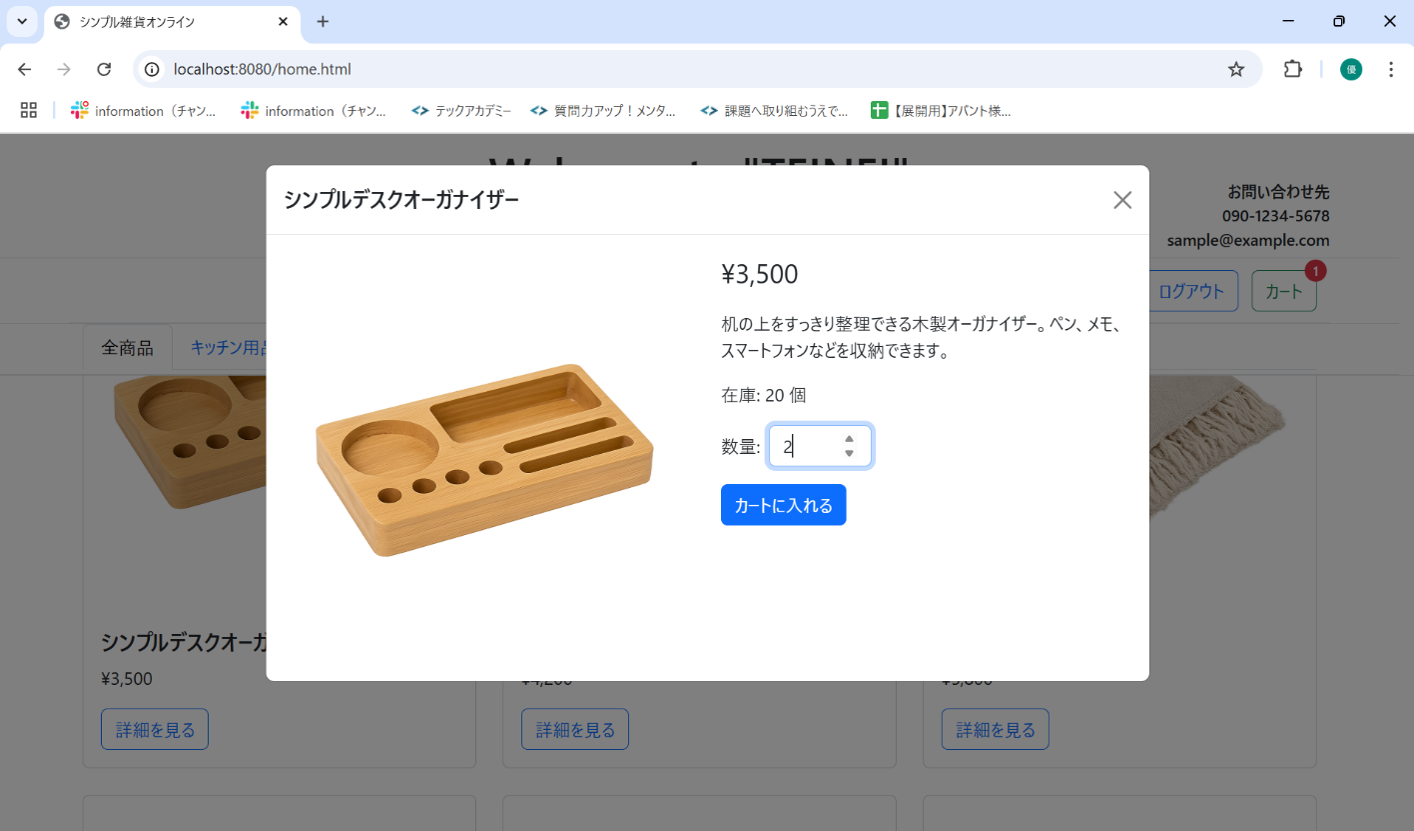 シンプル雑貨オンライン
localhost:8080/home.html
優
information（チャン...
information（チャン...
テックアカデミー
質問力アップ！メンタ...
課題へ取り組むうえで...
【展開用】アバント様...
お問い合わせ先
090-1234-5678
sample@example.com
ログアウト
カート
1
全商品
キッチン用品
シンプルデスクオーガナイザー
¥3,500
机の上をすっきり整理できる木製オーガナイザー。ペン、メモ、
スマートフォンなどを収納できます。
在庫: 20 個
数量: 2
カートに入れる
シンプルデスクオーガ
¥3,500
詳細を見る
詳細を見る
詳細を見る